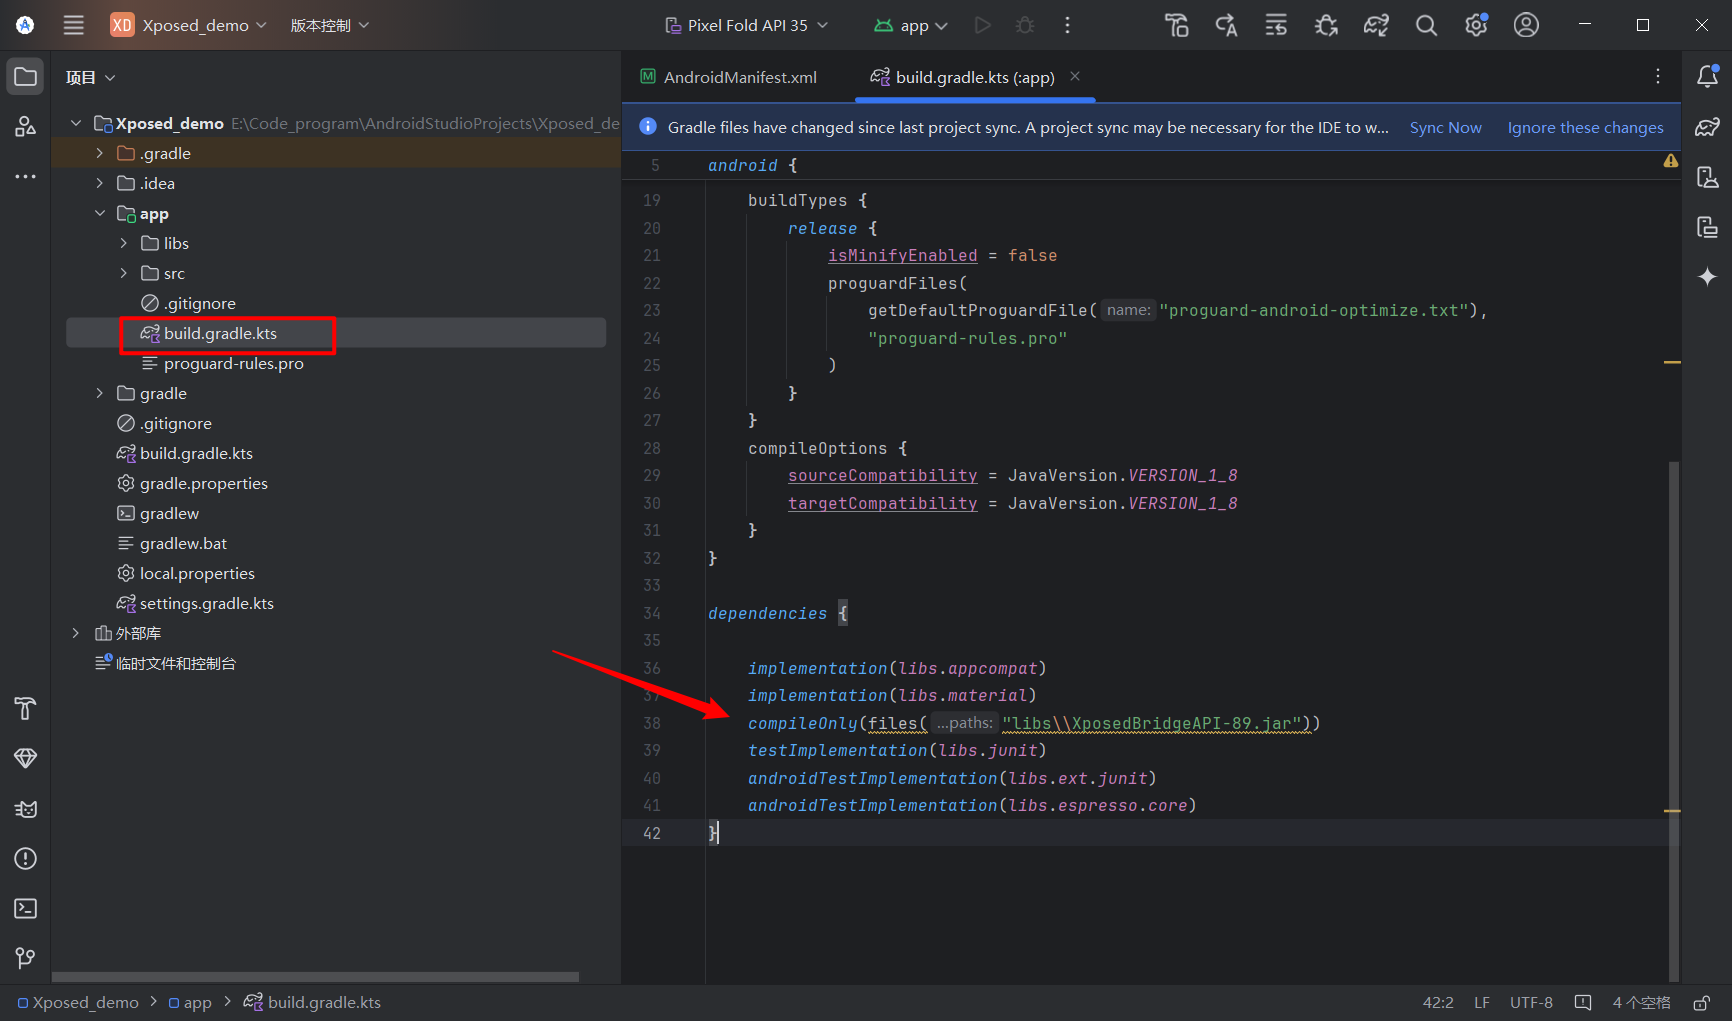 XD Xposed_demo 版本控制 Pixel Fold API 35 app
项目
Xposed_demo E:\Code_program\AndroidStudioProjects\Xposed_de
.gradle
.idea
app
libs
src
.gitignore
build.gradle.kts
proguard-rules.pro
gradle
.gitignore
build.gradle.kts
gradle.properties
gradlew
gradlew.bat
local.properties
settings.gradle.kts
外部库
临时文件和控制台
AndroidManifest.xml build.gradle.kts (:app)
Gradle files have changed since last project sync. A project sync may be necessary for the IDE to w... Sync Now Ignore these changes
5 android {
19 buildTypes {
20 release {
21 isMinifyEnabled = false
22 proguardFiles(
23 getDefaultProguardFile( name: "proguard-android-optimize.txt"),
24 "proguard-rules.pro"
25 )
26 }
27 }
28 compileOptions {
29 sourceCompatibility = JavaVersion.VERSION_1_8
30 targetCompatibility = JavaVersion.VERSION_1_8
31 }
32 }
33
34 dependencies {
35
36 implementation(libs.appcompat)
37 implementation(libs.material)
38 compileOnly(files( ...paths: "libs\\XposedBridgeAPI-89.jar"))
39 testImplementation(libs.junit)
40 androidTestImplementation(libs.ext.junit)
41 androidTestImplementation(libs.espresso.core)
42 }
Xposed_demo > app > build.gradle.kts 42:2 LF UTF-8 4 个空格